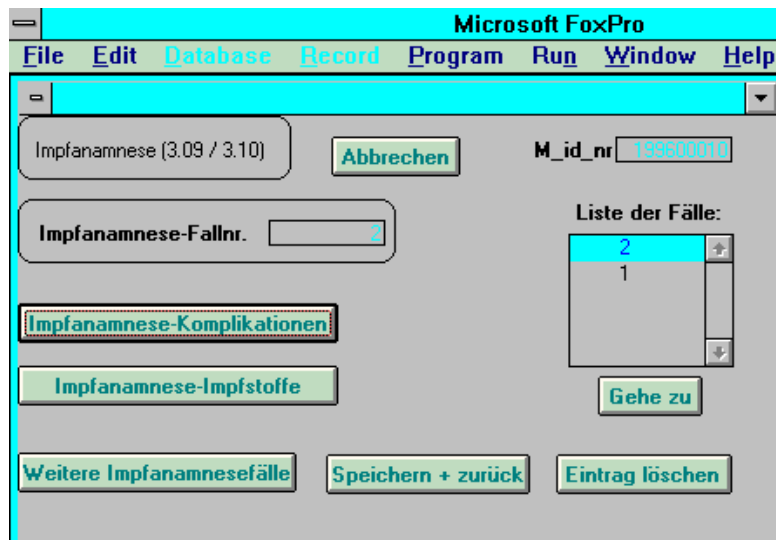 Microsoft FoxPro
File Edit Database Record Program Run Window Help
Impfanamnese (3.09 / 3.10)
Abbrechen
M_id_nr 199600010
Impfanamnese-Fallnr. 2
Liste der Fälle:
2
1
Impfanamnese-Komplikationen
Impfanamnese-Impfstoffe
Gehe zu
Weitere Impfanamnesefälle
Speichern + zurück
Eintrag löschen